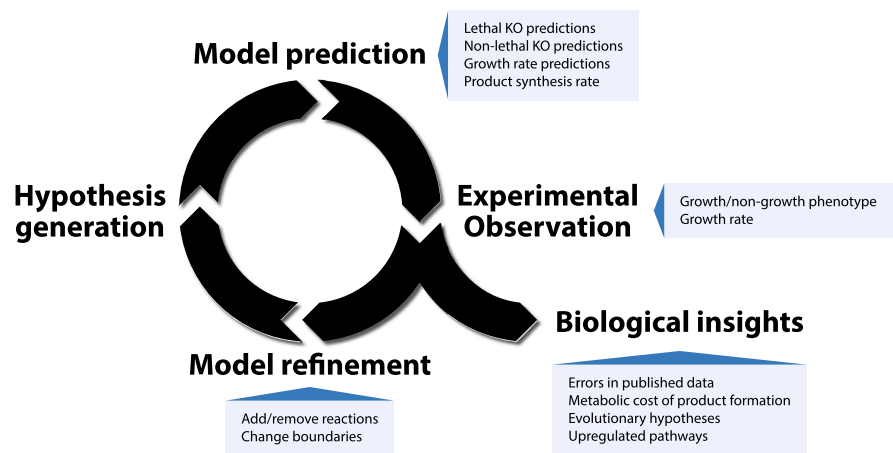 Model prediction
Lethal KO predictions
Non-lethal KO predictions
Growth rate predictions
Product synthesis rate
Hypothesis
generation
Experimental
Observation
Growth/non-growth phenotype
Growth rate
Biological insights
Errors in published data
Metabolic cost of product formation
Evolutionary hypotheses
Upregulated pathways
Model refinement
Add/remove reactions
Change boundaries